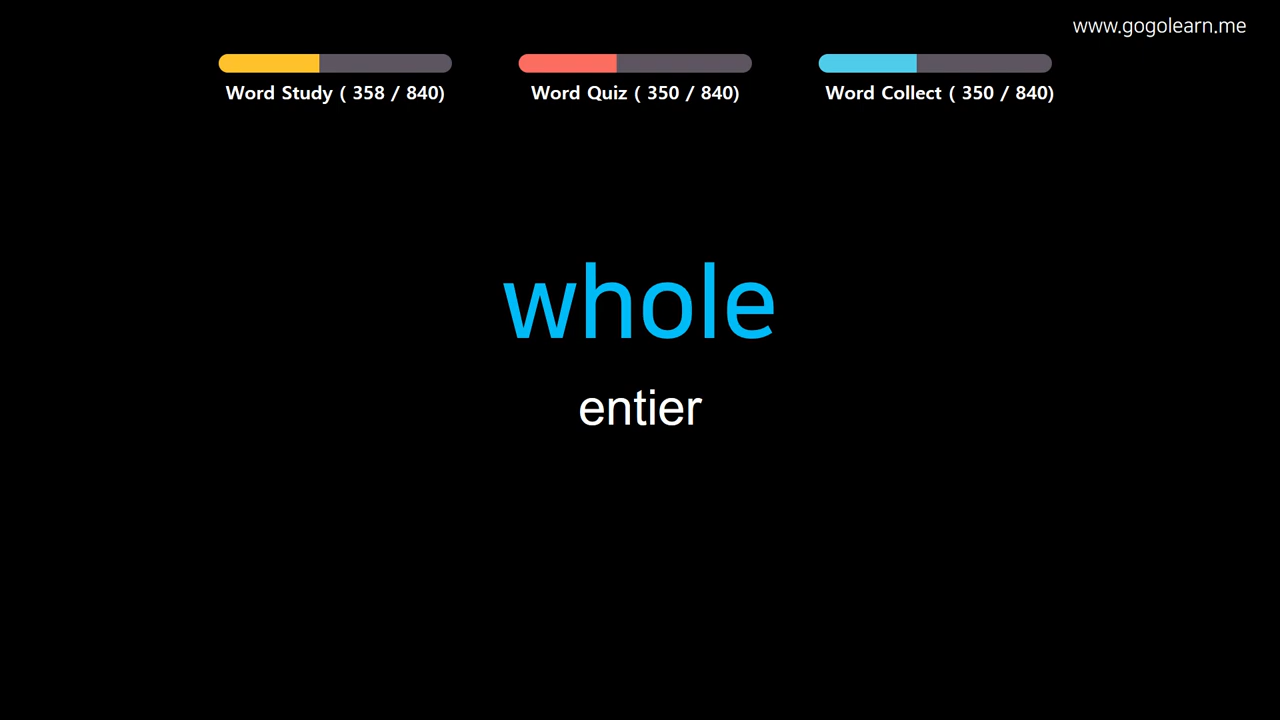 www.gogolearn.me
Word Study ( 358 / 840)
Word Quiz ( 350 / 840)
Word Collect ( 350 / 840)
whole
entier